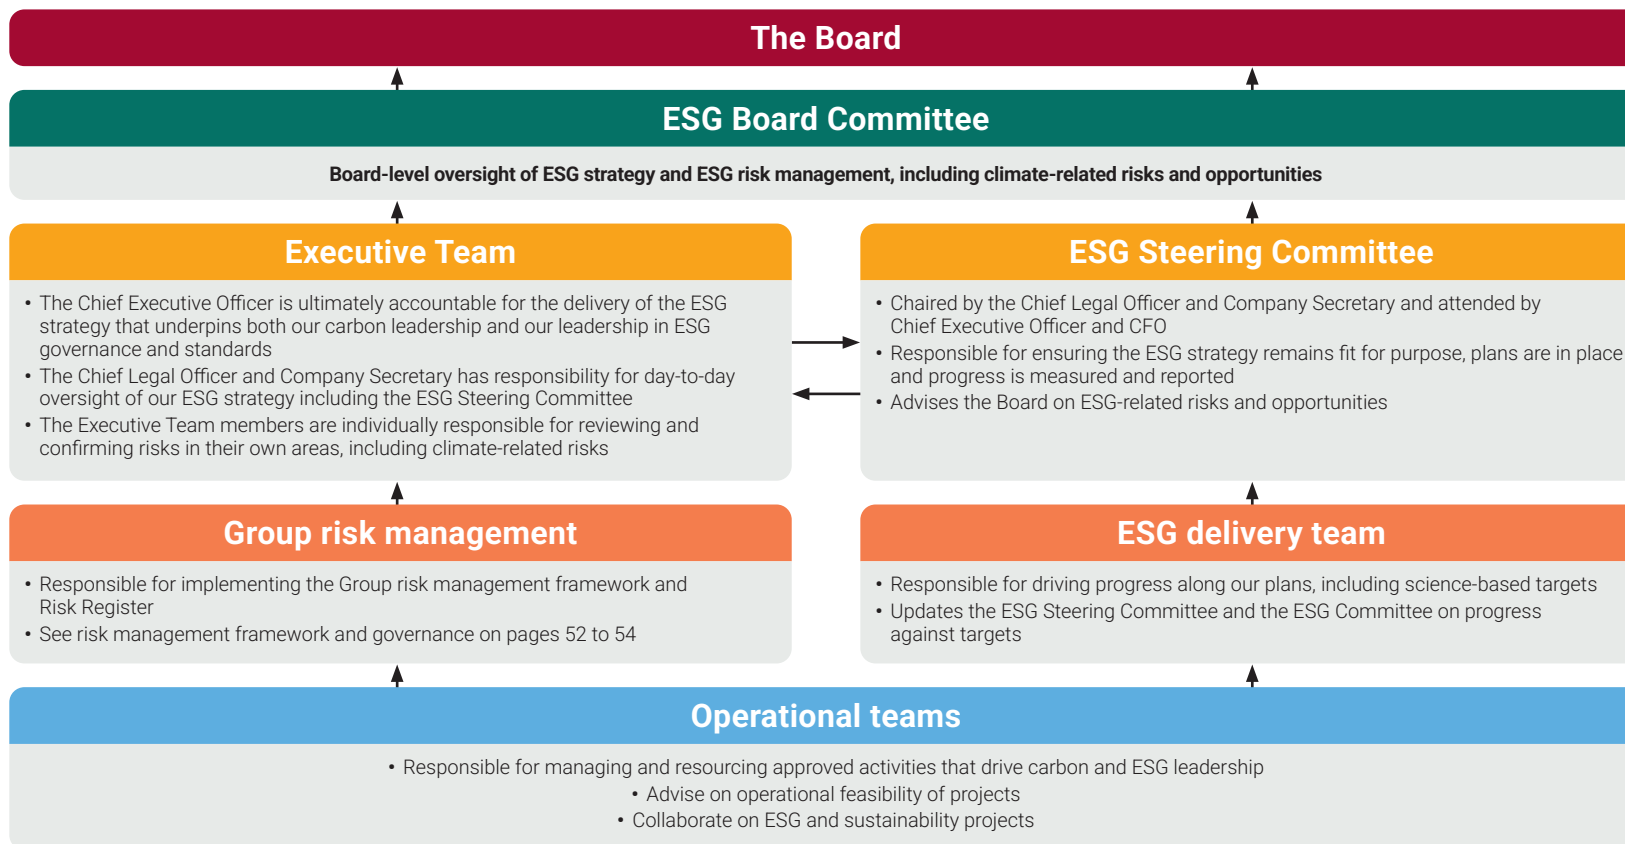 The Board
ESG Board Committee
Board-level oversight of ESG strategy and ESG risk management, including climate-related risks and opportunities
Executive Team
• The Chief Executive Officer is ultimately accountable for the delivery of the ESG
strategy that underpins both our carbon leadership and our leadership in ESG
governance and standards
• The Chief Legal Officer and Company Secretary has responsibility for day-to-day
oversight of our ESG strategy including the ESG Steering Committee
• The Executive Team members are individually responsible for reviewing and
confirming risks in their own areas, including climate-related risks
ESG Steering Committee
• Chaired by the Chief Legal Officer and Company Secretary and attended by
Chief Executive Officer and CFO
• Responsible for ensuring the ESG strategy remains fit for purpose, plans are in place
and progress is measured and reported
• Advises the Board on ESG-related risks and opportunities
Group risk management
• Responsible for implementing the Group risk management framework and
Risk Register
• See risk management framework and governance on pages 52 to 54
ESG delivery team
• Responsible for driving progress along our plans, including science-based targets
• Updates the ESG Steering Committee and the ESG Committee on progress
against targets
Operational teams
• Responsible for managing and resourcing approved activities that drive carbon and ESG leadership
• Advise on operational feasibility of projects
• Collaborate on ESG and sustainability projects